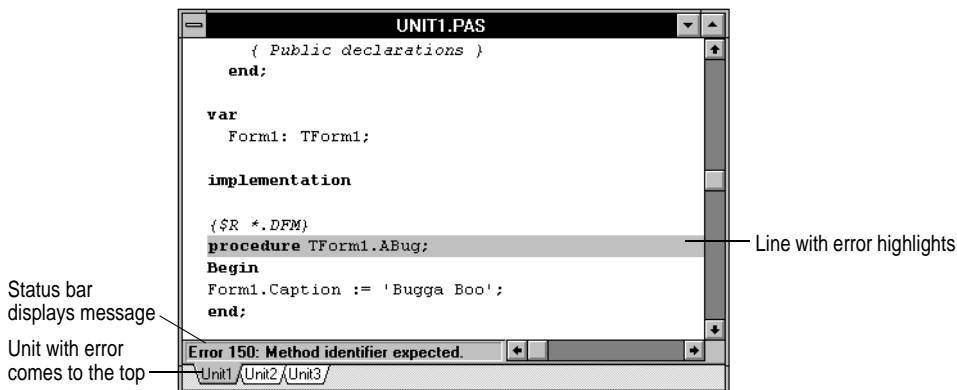 UNIT1.PAS
{ Public declarations }
end;
var
Form1: TForm1;
implementation
{$R *.DFM}
procedure TForm1.ABug;
Begin
Form1.Caption := 'Bugga Boo';
end;
Error 150: Method identifier expected.
Unit1 Unit2 Unit3
Line with error highlights
Status bar
displays message
Unit with error
comes to the top